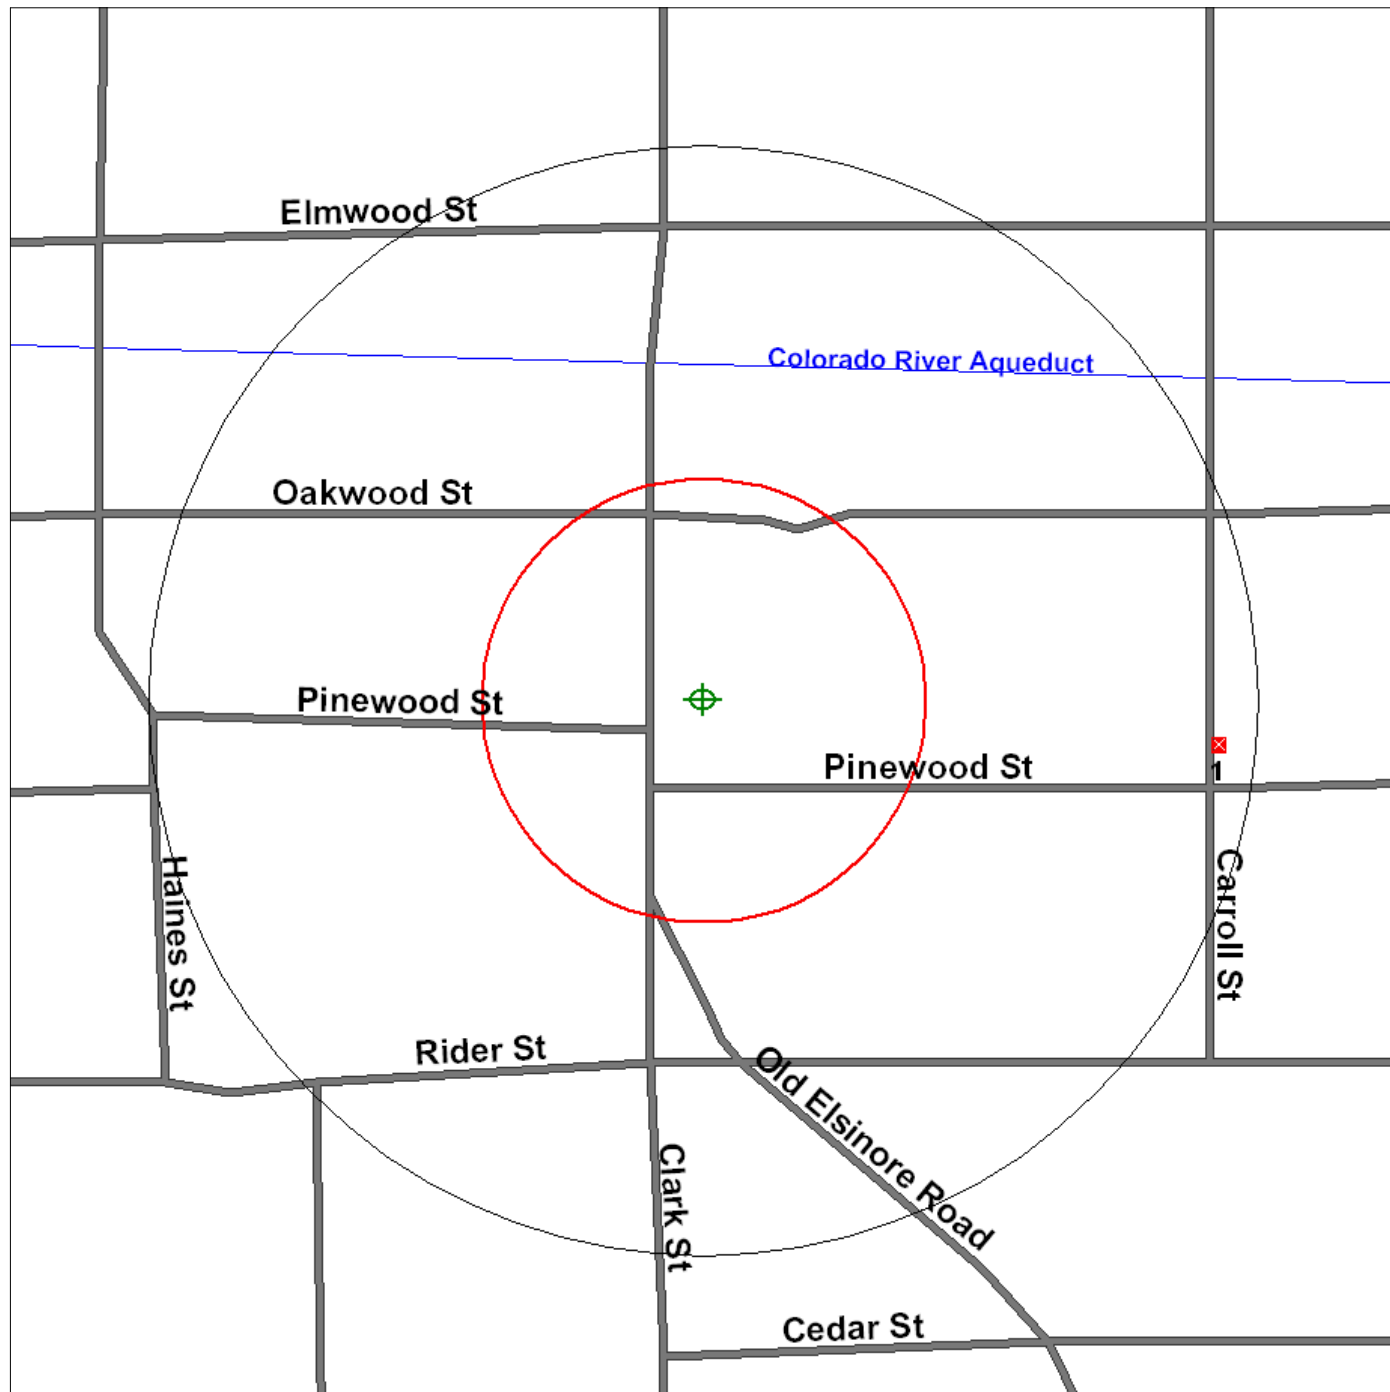 Elmwood St
Colorado River Aqueduct
Oakwood St
Pinewood St
Pinewood St
1
Haines St
Carroll St
Rider St
Old Elsinore Road
Clark St
Cedar St